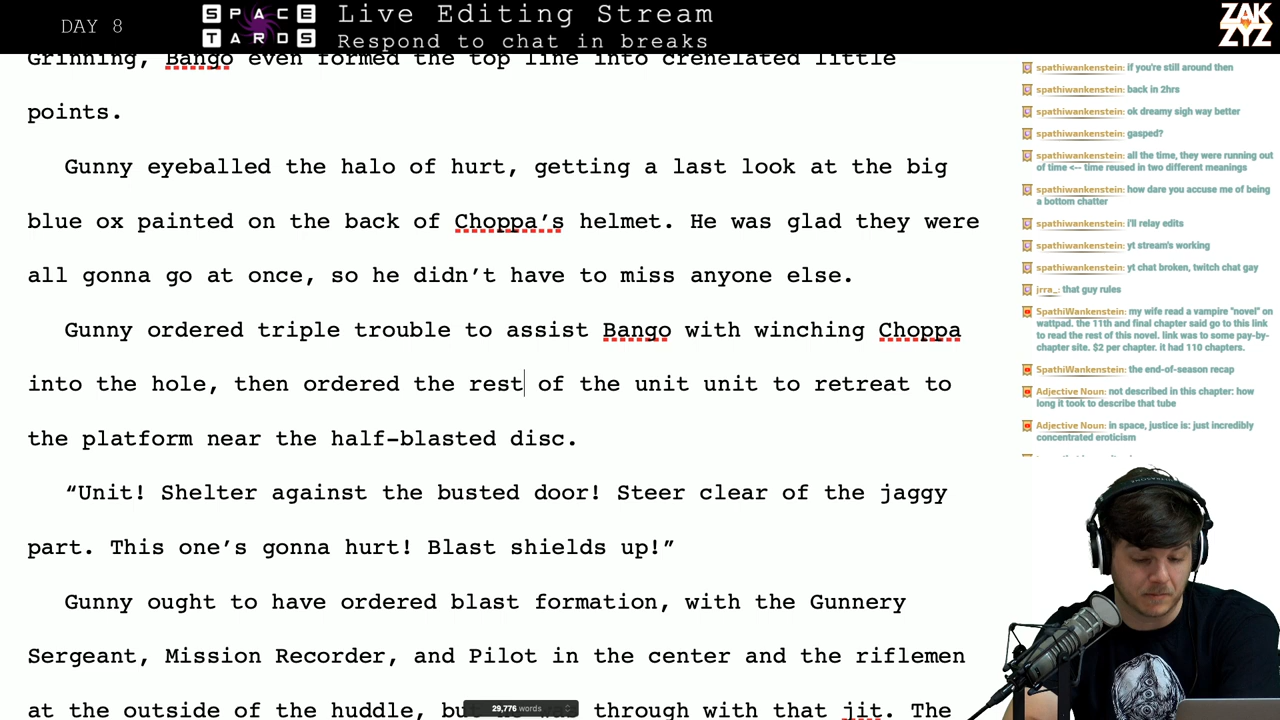 DAY 8
SPACE
TARDS
Live Editing Stream
Respond to chat in breaks
ZAK
ZYZ
Grinning, Bango even formed the top line into crenelated little
points.
Gunny eyeballed the halo of hurt, getting a last look at the big
blue ox painted on the back of Choppa’s helmet. He was glad they were
all gonna go at once, so he didn’t have to miss anyone else.
Gunny ordered triple trouble to assist Bango with winching Choppa
into the hole, then ordered the rest of the unit unit to retreat to
the platform near the half-blasted disc.
“Unit! Shelter against the busted door! Steer clear of the jaggy
part. This one’s gonna hurt! Blast shields up!”
Gunny ought to have ordered blast formation, with the Gunnery
Sergeant, Mission Recorder, and Pilot in the center and the riflemen
at the outside of the huddle, but he was through with that jit. The
29,776 words
spathiwankenstein: if you're still around then
spathiwankenstein: back in 2hrs
spathiwankenstein: ok dreamy sigh way better
spathiwankenstein: gasped?
spathiwankenstein: all the time, they were running out
of time <-- time reused in two different meanings
spathiwankenstein: how dare you accuse me of being
a bottom chatter
spathiwankenstein: i'll relay edits
spathiwankenstein: yt stream's working
spathiwankenstein: yt chat broken, twitch chat gay
jrra_: that guy rules
SpathiWankenstein: my wife read a vampire "novel" on
wattpad. the 11th and final chapter said go to this link
to read the rest of this novel. link was to some pay-by-
chapter site. $2 per chapter. it had 110 chapters.
SpathiWankenstein: the end-of-season recap
Adjective Noun: not described in this chapter: how
long it took to describe that tube
Adjective Noun: in space, justice is: just incredibly
concentrated eroticism